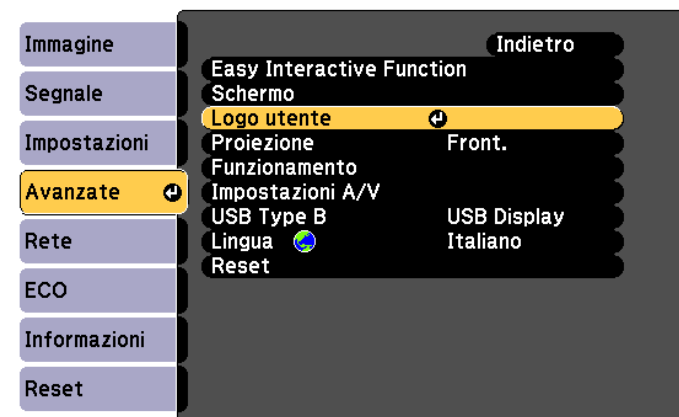 Immagine
Segnale
Impostazioni
Avanzate
Rete
ECO
Informazioni
Reset
Indietro
Easy Interactive Function
Schermo
Logo utente
Proiezione Front.
Funzionamento
Impostazioni A/V
USB Type B USB Display
Lingua Italiano
Reset